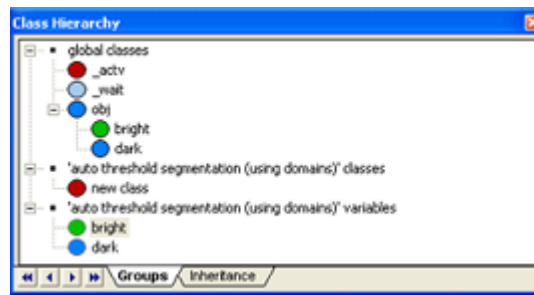 Class Hierarchy
global classes
_actv
_wait
obj
bright
dark
'auto threshold segmentation (using domains)' classes
new class
'auto threshold segmentation (using domains)' variables
bright
dark
Groups Inheritance